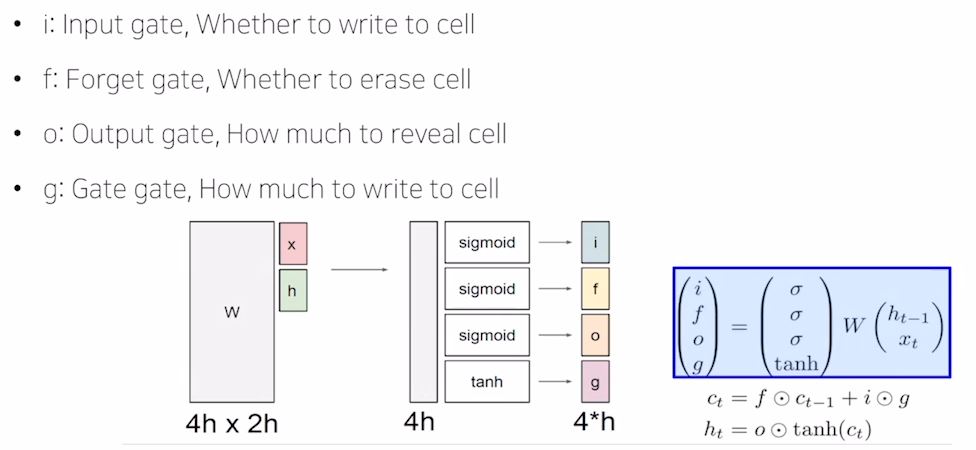 • i: Input gate, Whether to write to cell
• f: Forget gate, Whether to erase cell
• o: Output gate, How much to reveal cell
• g: Gate gate, How much to write to cell
W
x
h
4h x 2h
4h
sigmoid
sigmoid
sigmoid
tanh
i
f
o
g
4*h
(i f o g) = (σ σ σ tanh) W (h_{t−1} x_t)
c_t = f ⊙ c_{t−1} + i ⊙ g
h_t = o ⊙ tanh(c_t)